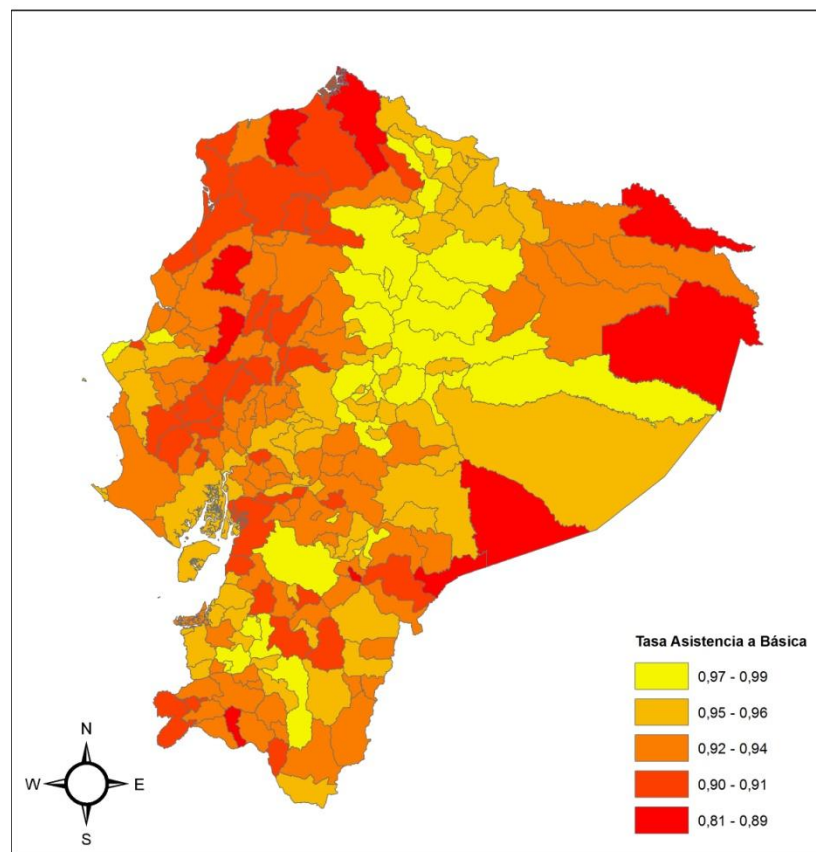 Tasa Asistencia a Básica
0,97 - 0,99
0,95 - 0,96
0,92 - 0,94
0,90 - 0,91
0,81 - 0,89
N
W
E
S